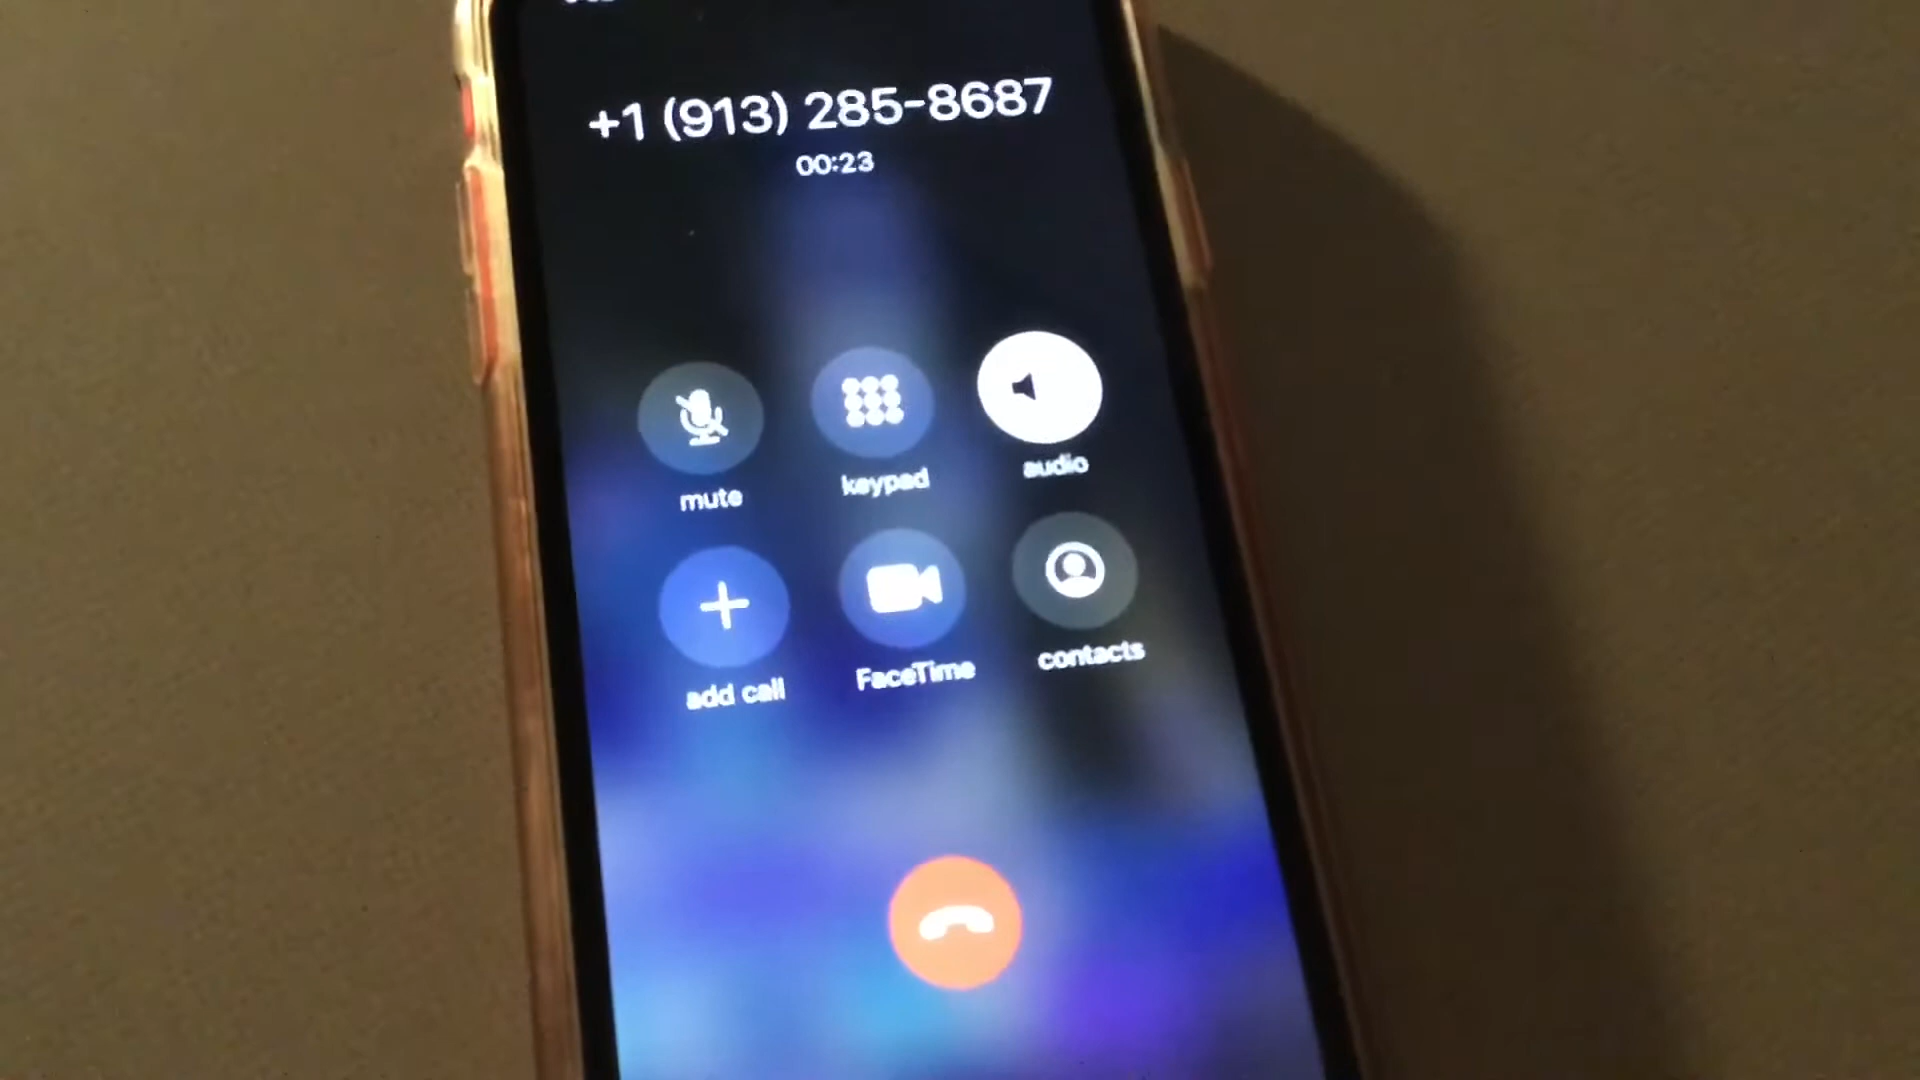 +1 (913) 285-8687
00:23
mute
keypad
audio
add call
FaceTime
contacts